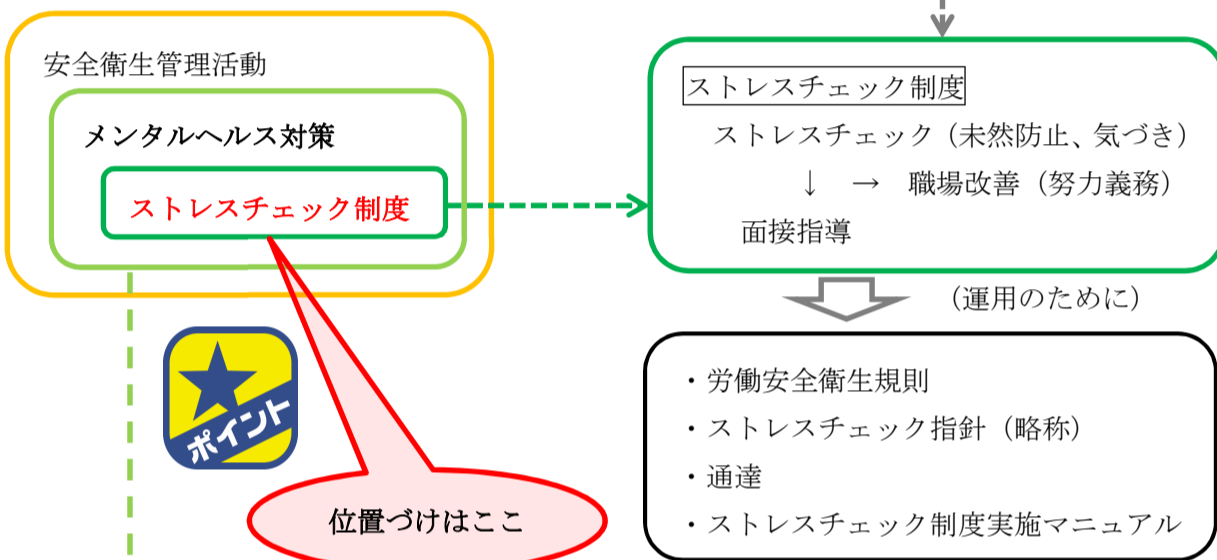 安全衛生管理活動
メンタルヘルス対策
ストレスチェック制度
ポイント
位置づけはここ
ストレスチェック制度
ストレスチェック（未然防止、気づき）
↓ → 職場改善（努力義務）
面接指導
（運用のために）
・労働安全衛生規則
・ストレスチェック指針（略称）
・通達
・ストレスチェック制度実施マニュアル